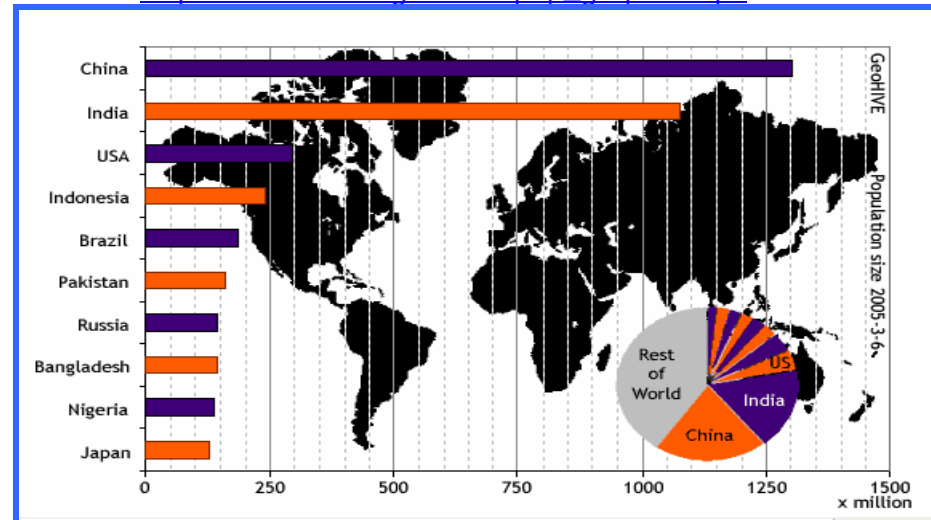 China
India
USA
Indonesia
Brazil
Pakistan
Russia
Bangladesh
Nigeria
Japan
0 250 500 750 1000 1250 1500
x million
GeoHIVE Population size 2005-3-6
Rest
of
World
US
India
China